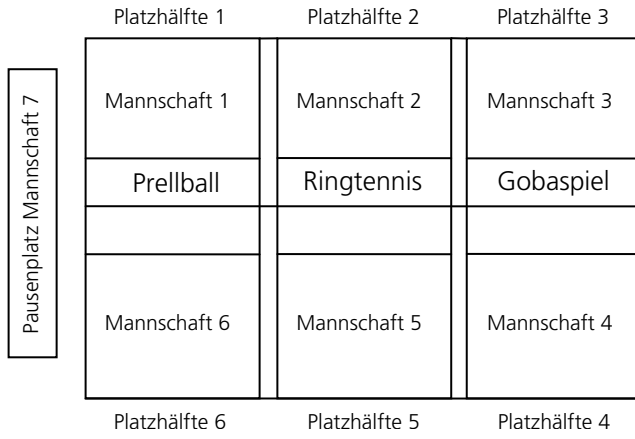 Platzhälfte 1 Platzhälfte 2 Platzhälfte 3
Pausenplatz Mannschaft 7
Mannschaft 1 Mannschaft 2 Mannschaft 3
Prellball Ringtennis Gobaspiel
Mannschaft 6 Mannschaft 5 Mannschaft 4
Platzhälfte 6 Platzhälfte 5 Platzhälfte 4